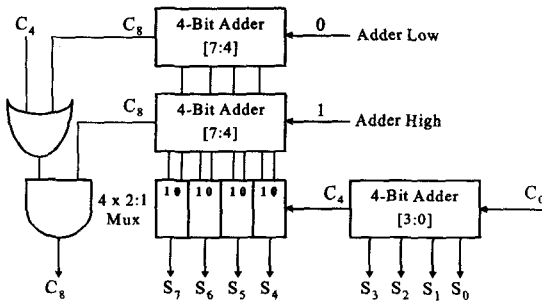 C4
C8
4-Bit Adder
[7:4]
0
Adder Low
C8
4-Bit Adder
[7:4]
1
Adder High
4 x 2:1
Mux
1 0 1 0 1 0 1 0
C4
4-Bit Adder
[3:0]
C0
C8
S7 S6 S5 S4
S3 S2 S1 S0